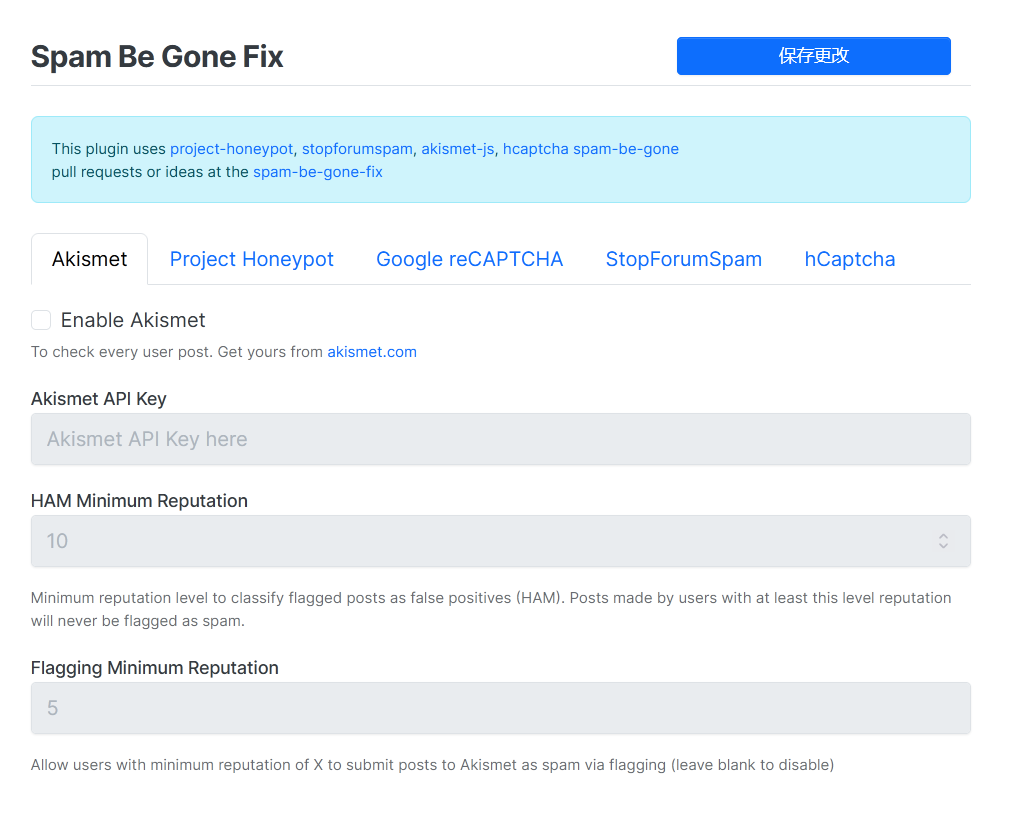 Spam Be Gone Fix
保存更改
This plugin uses project-honeypot, stopforumspam, akismet-js, hcaptcha spam-be-gone
pull requests or ideas at the spam-be-gone-fix
Akismet
Project Honeypot
Google reCAPTCHA
StopForumSpam
hCaptcha
Enable Akismet
To check every user post. Get yours from akismet.com
Akismet API Key
Akismet API Key here
HAM Minimum Reputation
10
Minimum reputation level to classify flagged posts as false positives (HAM). Posts made by users with at least this level reputation
will never be flagged as spam.
Flagging Minimum Reputation
5
Allow users with minimum reputation of X to submit posts to Akismet as spam via flagging (leave blank to disable)